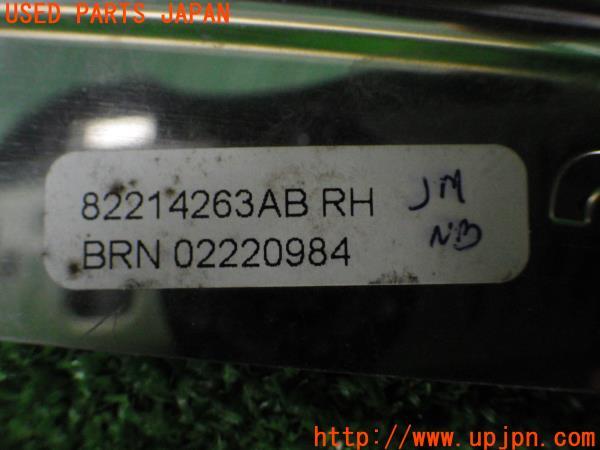 USED PARTS JAPAN
82214263AB RH JM
BRN 02220984 NB
http://www.upjpn.com/